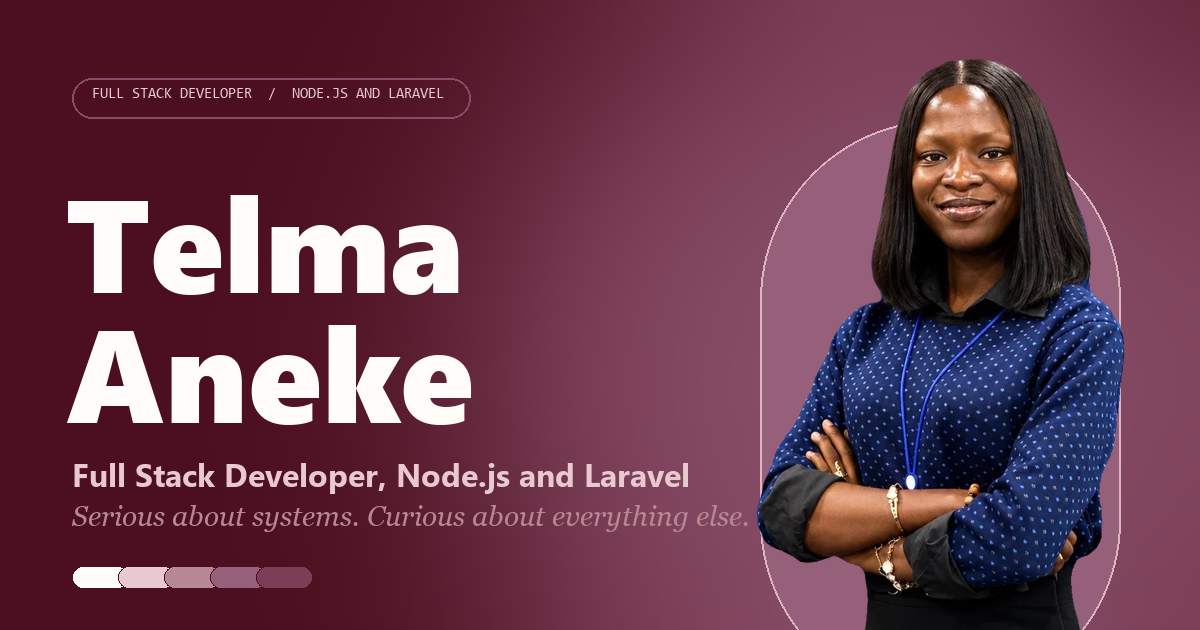 FULL STACK DEVELOPER / NODE.JS AND LARAVEL
Telma
Aneke
Full Stack Developer, Node.js and Laravel
Serious about systems. Curious about everything else.